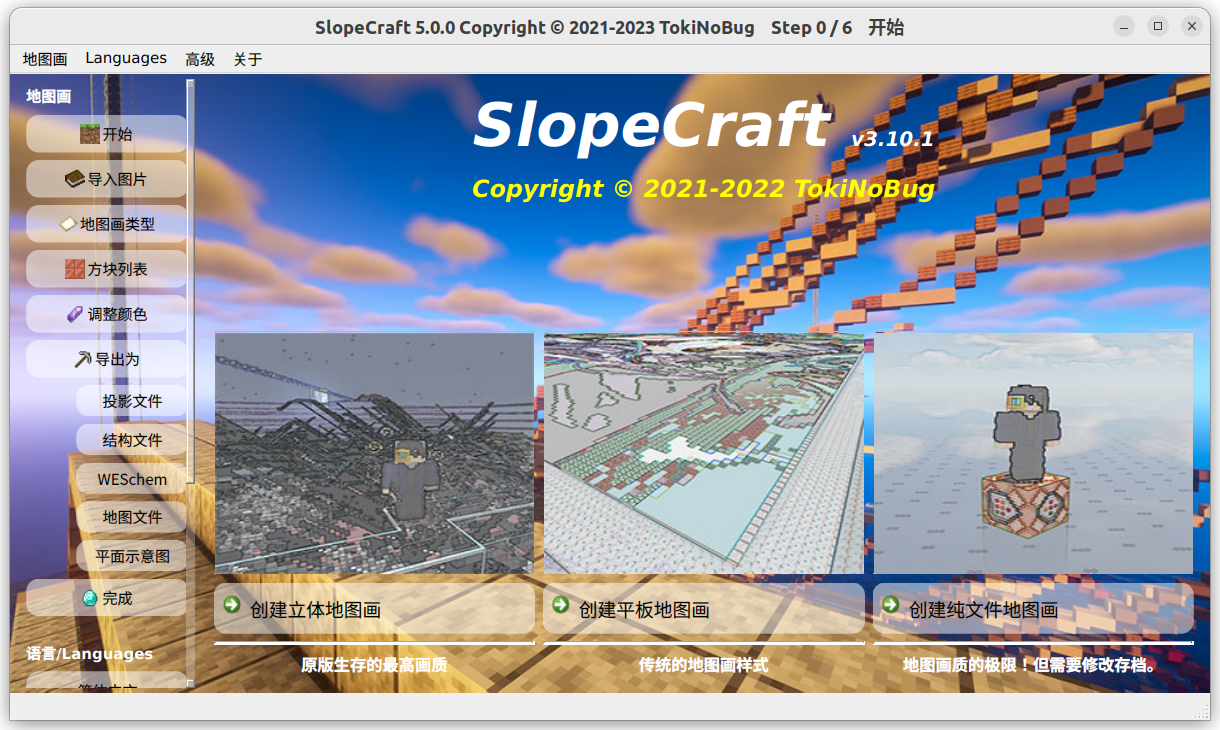 SlopeCraft 5.0.0 Copyright © 2021-2023 TokiNoBug Step 0 / 6 开始
地图画 Languages 高级 关于
地图画
开始
导入图片
地图画类型
方块列表
调整颜色
导出为
投影文件
结构文件
WESchem
地图文件
平面示意图
完成
语言/Languages
简体中文
SlopeCraft v3.10.1
Copyright © 2021-2022 TokiNoBug
创建立体地图画
原版生存的最高画质
创建平板地图画
传统的地图画样式
创建纯文件地图画
地图画质的极限！但需要修改存档。